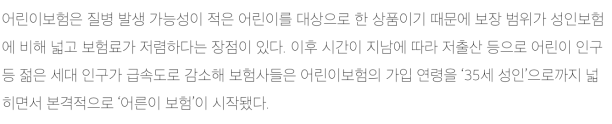 어린이보험은 질병 발생 가능성이 적은 어린이를 대상으로 한 상품이기 때문에 보장 범위가 성인보험
에 비해 넓고 보험료가 저렴하다는 장점이 있다. 이후 시간이 지남에 따라 저출산 등으로 어린이 인구
등 젊은 세대 인구가 급속도로 감소해 보험사들은 어린이보험의 가입 연령을 ‘35세 성인’으로까지 넓
히면서 본격적으로 ‘어른이 보험’이 시작됐다.